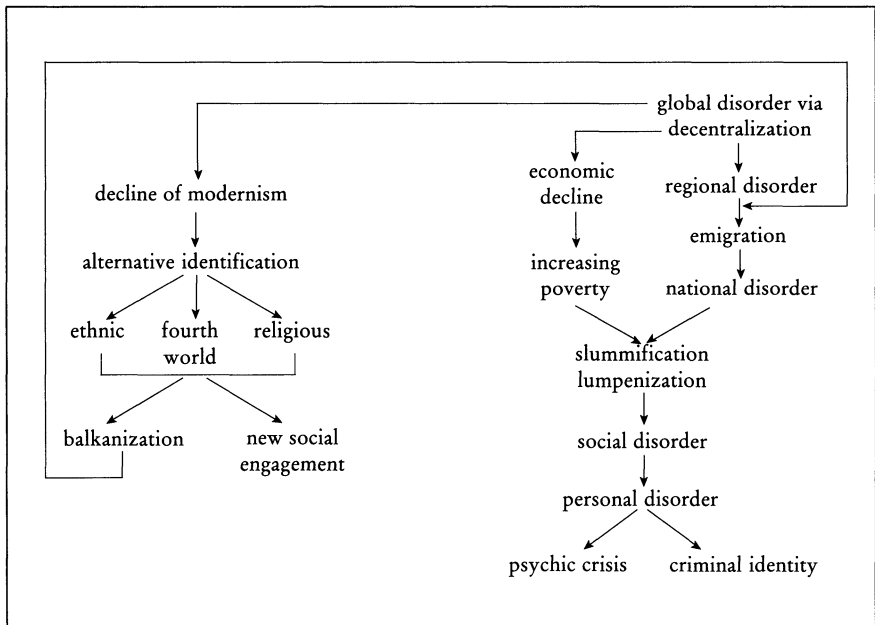 global disorder via
decentralization
economic
decline
regional disorder
decline of modernism
emigration
alternative identification
increasing
poverty
national disorder
ethnic
fourth
world
religious
slummification
lumpenization
balkanization
new social
engagement
social disorder
personal disorder
psychic crisis
criminal identity